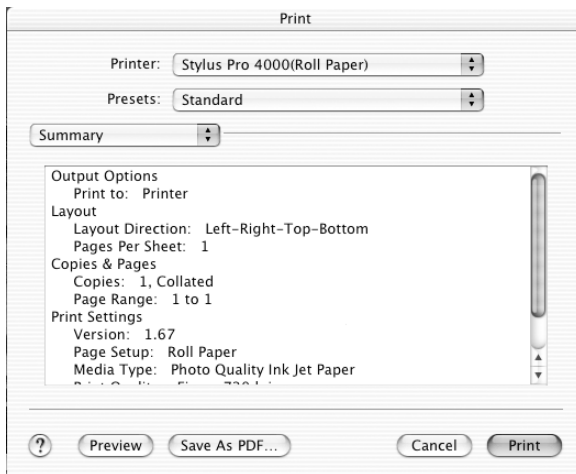 Print
Printer: Stylus Pro 4000(Roll Paper)
Presets: Standard
Summary
Output Options
Print to: Printer
Layout
Layout Direction: Left-Right-Top-Bottom
Pages Per Sheet: 1
Copies & Pages
Copies: 1, Collated
Page Range: 1 to 1
Print Settings
Version: 1.67
Page Setup: Roll Paper
Media Type: Photo Quality Ink Jet Paper
? Preview Save As PDF... Cancel Print